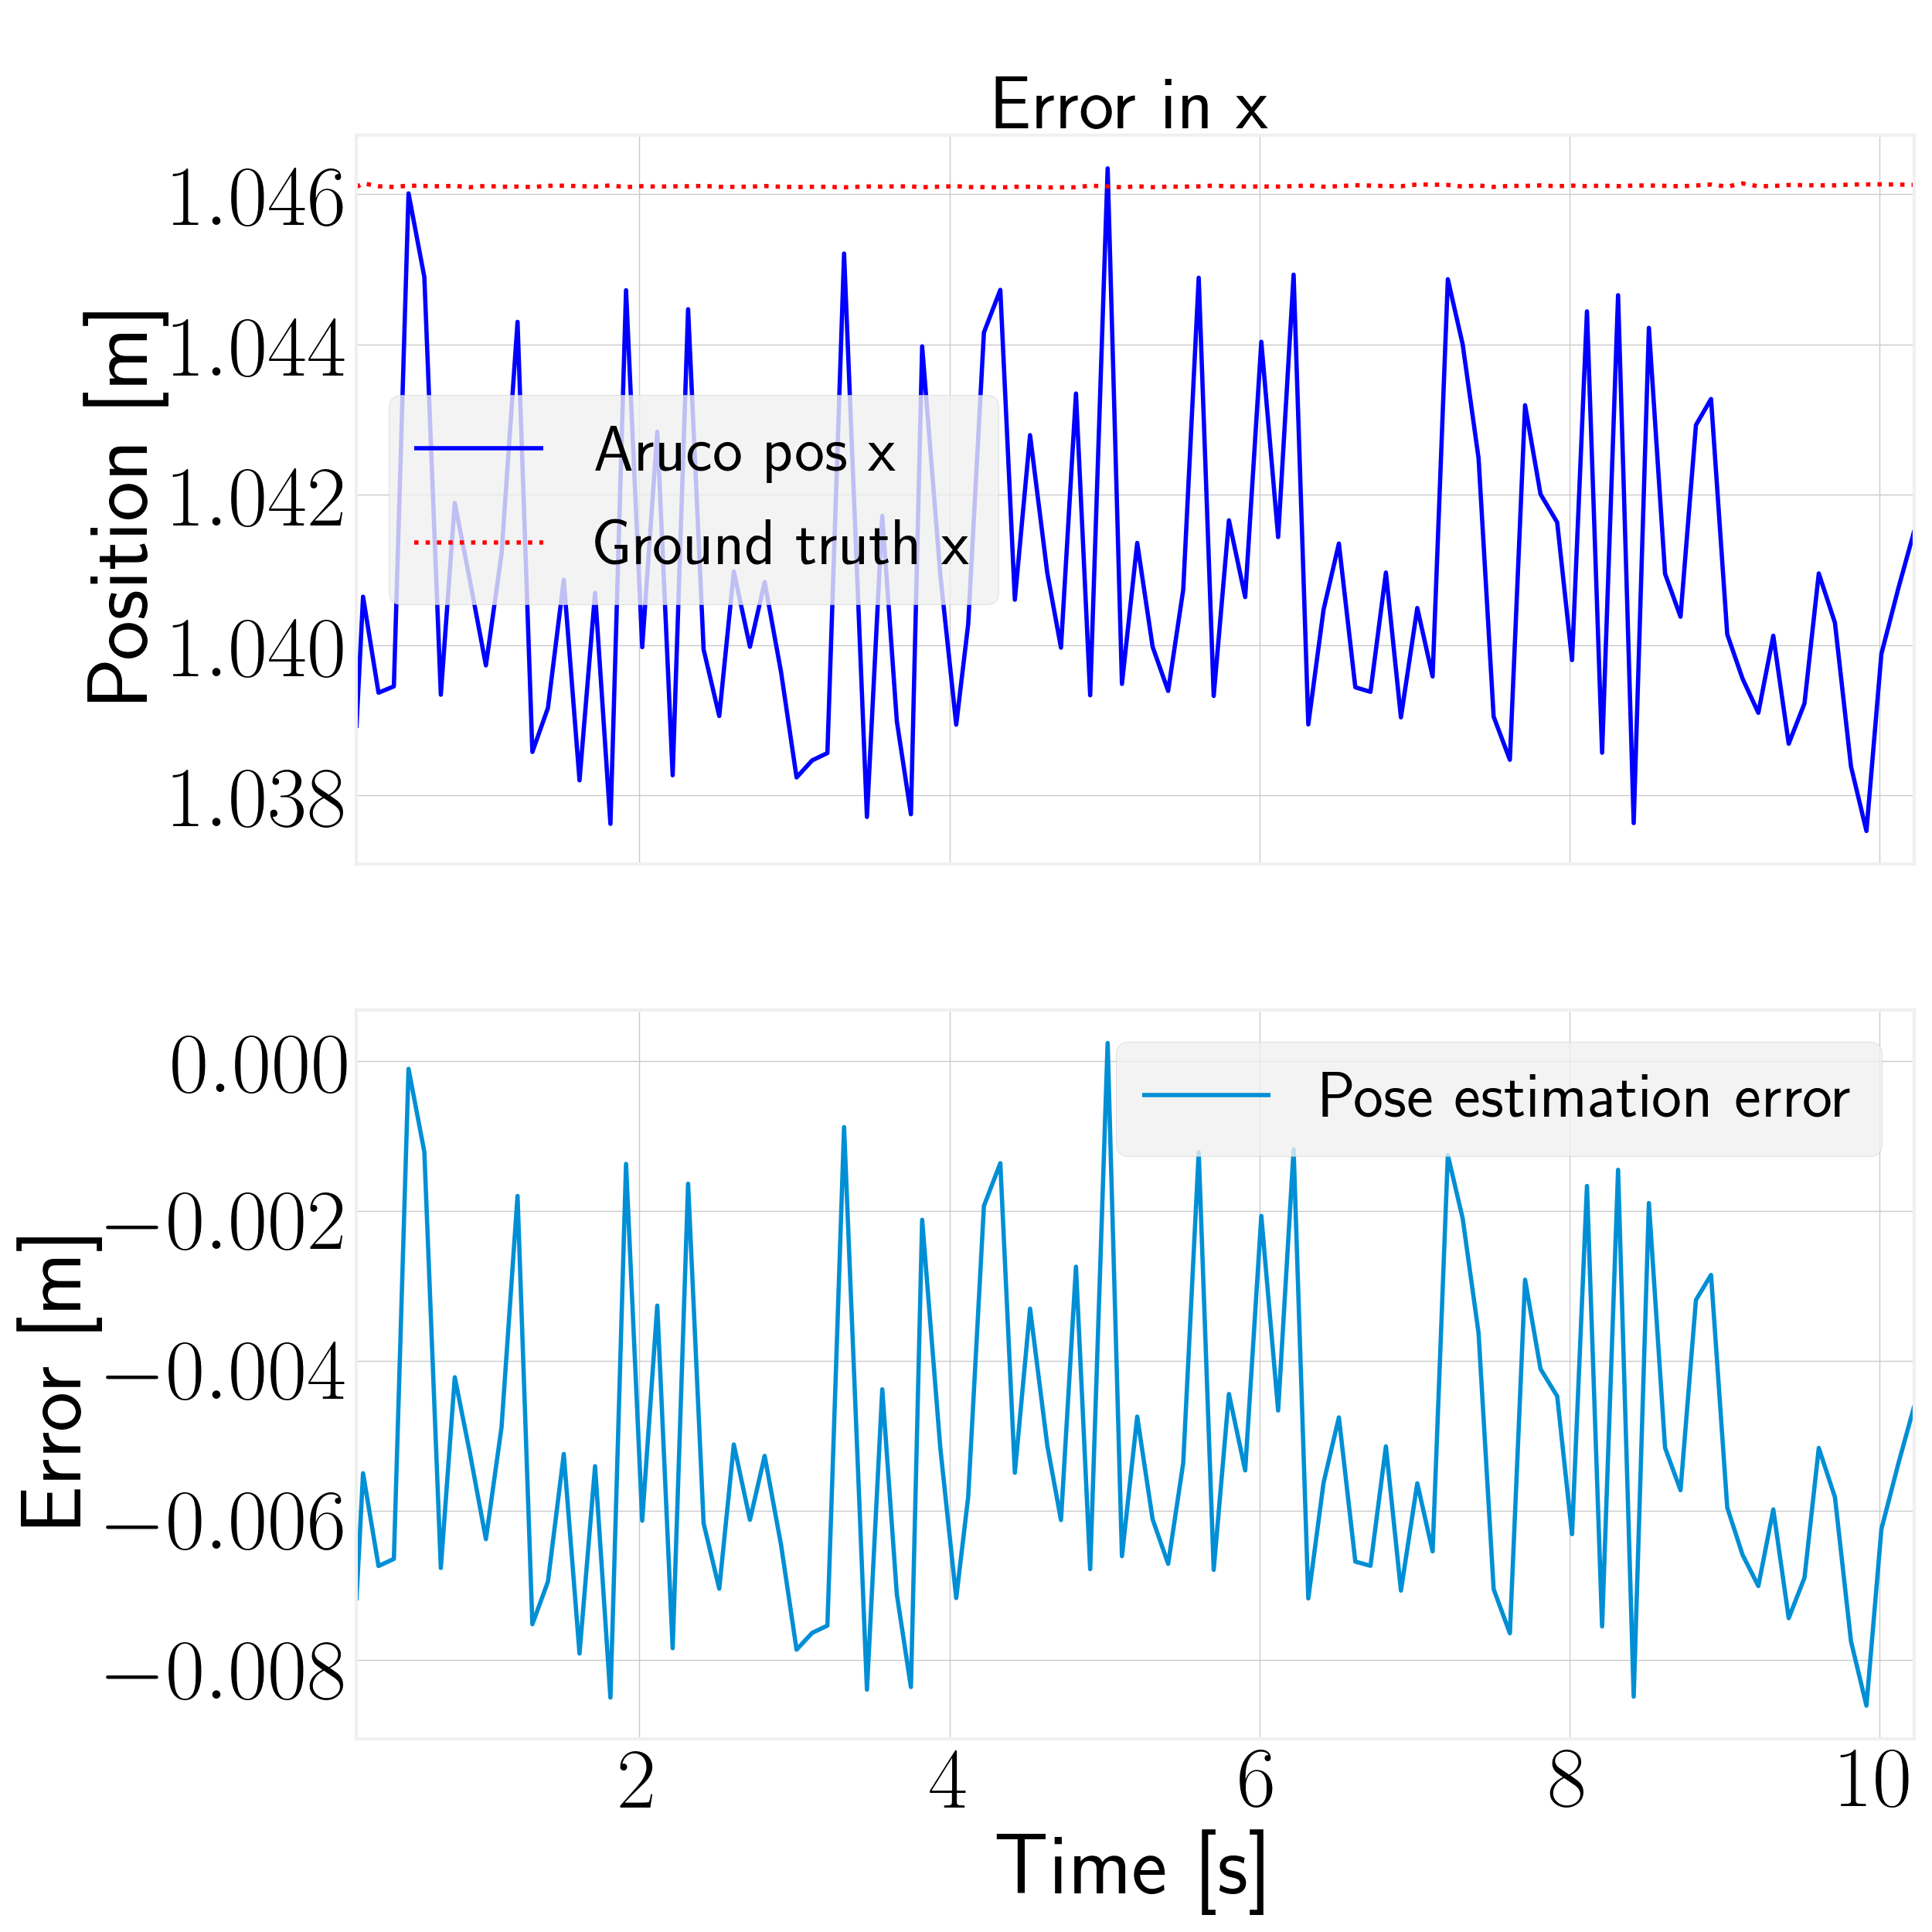 Error in x
Position [m]
1.046
1.044
1.042
1.040
1.038
Aruco pos x
Ground truth x
Error [m]
0.000
−0.002
−0.004
−0.006
−0.008
Pose estimation error
2 4 6 8 10
Time [s]